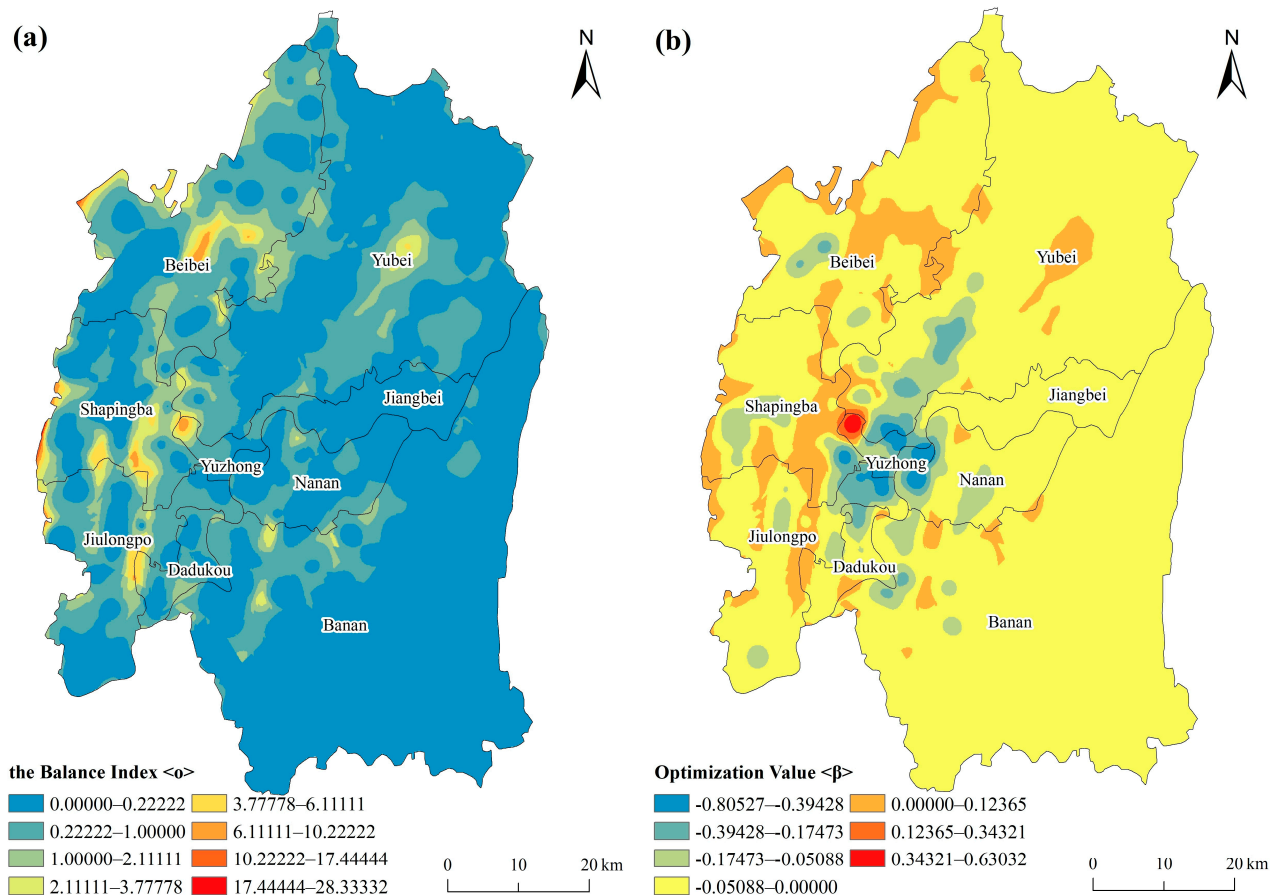 (a)
N
Beibei
Yubei
Shapingba
Jiangbei
Yuzhong
Nanan
Jiulongpo
Dadukou
Banan
the Balance Index <o>
0.00000–0.22222
0.22222–1.00000
1.00000–2.11111
2.11111–3.77778
3.77778–6.11111
6.11111–10.22222
10.22222–17.44444
17.44444–28.33332
0 10 20 km
(b)
N
Beibei
Yubei
Shapingba
Jiangbei
Yuzhong
Nanan
Jiulongpo
Dadukou
Banan
Optimization Value <β>
-0.80527–-0.39428
-0.39428–-0.17473
-0.17473–-0.05088
-0.05088–0.00000
0.00000–0.12365
0.12365–0.34321
0.34321–0.63032
0 10 20 km